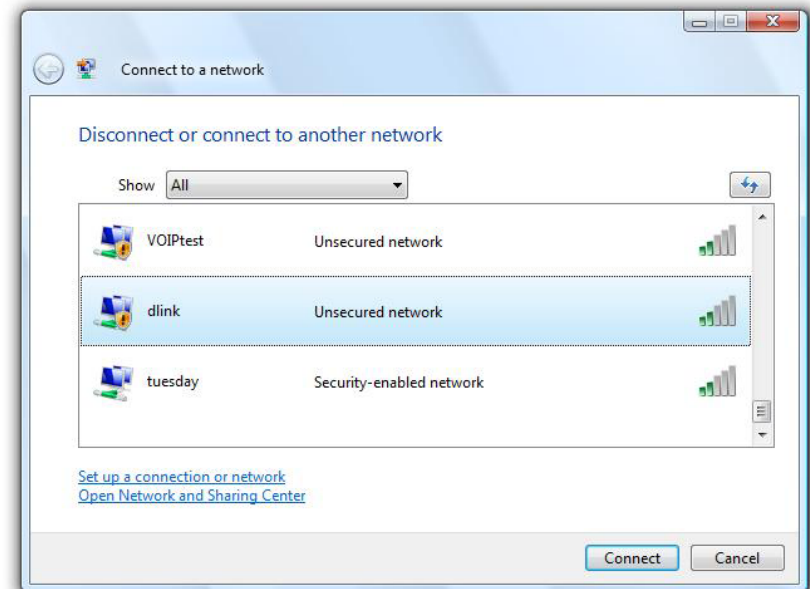 Connect to a network
Disconnect or connect to another network
Show All
VOIPtest Unsecured network
dlink Unsecured network
tuesday Security-enabled network
Set up a connection or network
Open Network and Sharing Center
Connect Cancel